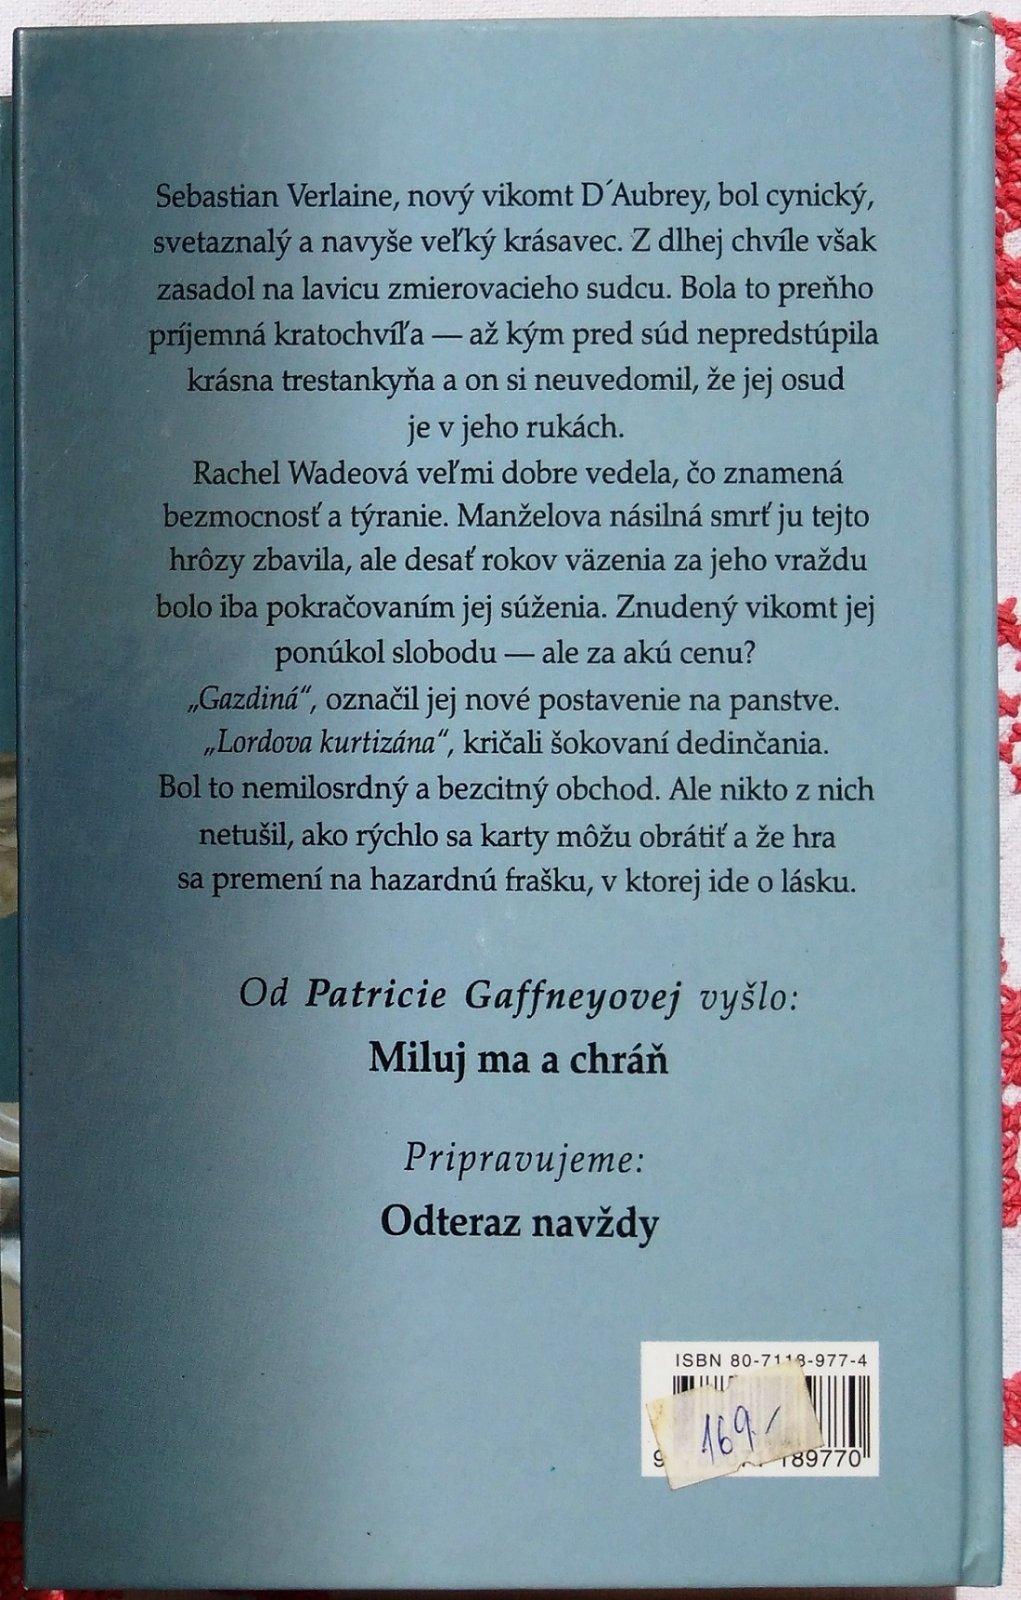 Sebastian Verlaine, nový vikomt D´Aubrey, bol cynický,
svetaznalý a navyše veľký krásavec. Z dlhej chvíle však
zasadol na lavicu zmierovacieho sudcu. Bola to preňho
príjemná kratochvíľa — až kým pred súd nepredstúpila
krásna trestankyňa a on si neuvedomil, že jej osud
je v jeho rukách.
Rachel Wadeová veľmi dobre vedela, čo znamená
bezmocnosť a týranie. Manželova násilná smrť ju tejto
hrôzy zbavila, ale desať rokov väzenia za jeho vraždu
bolo iba pokračovaním jej súženia. Znudený vikomt jej
ponúkol slobodu — ale za akú cenu?
„Gazdiná“, označil jej nové postavenie na panstve.
„Lordova kurtizána“, kričali šokovaní dedinčania.
Bol to nemilosrdný a bezcitný obchod. Ale nikto z nich
netušil, ako rýchlo sa karty môžu obrátiť a že hra
sa premení na hazardnú frašku, v ktorej ide o lásku.
Od Patricie Gaffneyovej vyšlo:
Miluj ma a chráň
Pripravujeme:
Odteraz navždy
ISBN 80-7118-977-4
169,-
9 189770